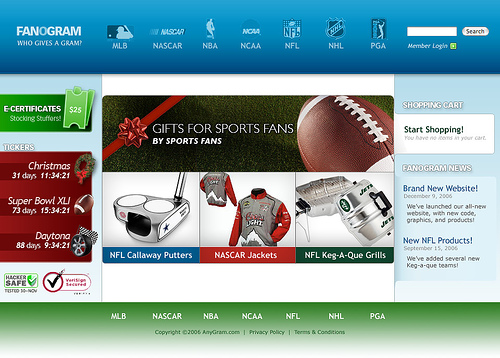 FANOGRAM
WHO GIVES A GRAM?
MLB
NASCAR
NBA
NCAA
NFL
NHL
PGA
Search
Member Login
E-CERTIFICATES
Stocking Stuffers!
$25
TICKERS
Christmas
31 days 11:34:21
Super Bowl XLI
73 days 15:34:21
Daytona
88 days 9:34:21
HACKER
SAFE
TESTED 30-NOV
VeriSign
Secured
GIFTS FOR SPORTS FANS
BY SPORTS FANS
NFL Callaway Putters
NASCAR Jackets
NFL Keg-A-Que Grills
SHOPPING CART
Start Shopping!
You have no items in your cart.
FANOGRAM NEWS
Brand New Website!
December 9, 2006
We've launched our all-new
website, with new code,
graphics, and products!
New NFL Products!
September 15, 2006
We've added several new
Keg-a-que teams!
MLB NASCAR NBA NCAA NFL NHL PGA
Copyright ©2006 AnyGram.com | Privacy Policy | Terms & Conditions